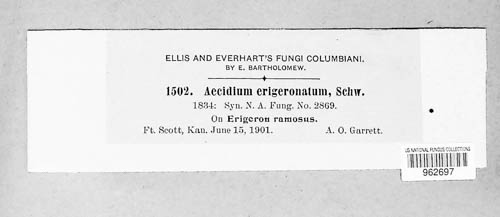 ELLIS AND EVERHART'S FUNGI COLUMBIANI.
BY E. BARTHOLOMEW.
1502. Aecidium erigeronatum, Schw.
1834: Syn. N. A. Fung. No. 2869.
On Erigeron ramosus.
Ft. Scott, Kan. June 15, 1901. A. O. Garrett.
US NATIONAL FUNGUS COLLECTIONS
962697